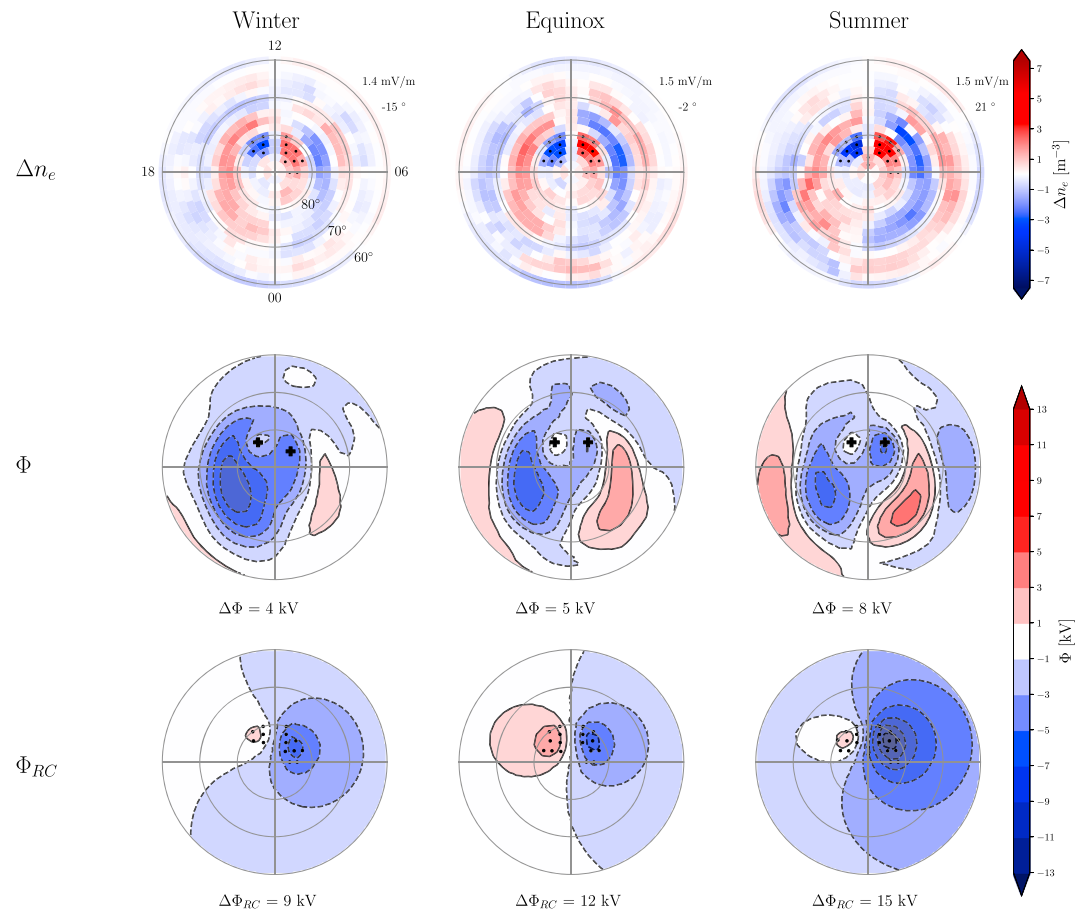 Winter Equinox Summer
12
1.4 mV/m 1.5 mV/m 1.5 mV/m
-15 ° -2 ° 21 °
Δnₑ
18 06
80°
70°
60°
00
7
5
3
1
−1
−3
−5
−7
Δnₑ [m⁻³]
Φ
ΔΦ = 4 kV ΔΦ = 5 kV ΔΦ = 8 kV
Φ_RC
ΔΦ_RC = 9 kV ΔΦ_RC = 12 kV ΔΦ_RC = 15 kV
13
11
9
7
5
3
1
−1
−3
−5
−7
−9
−11
−13
Φ [kV]